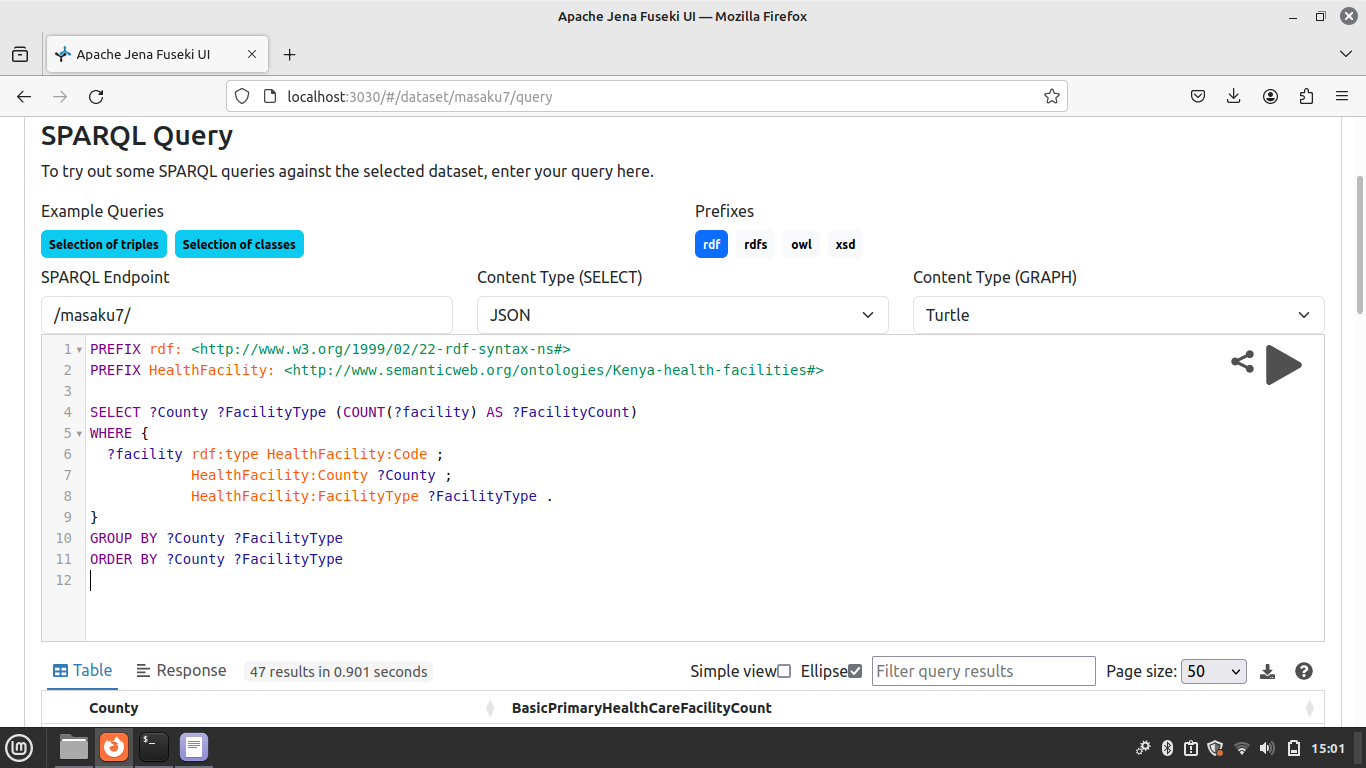 Apache Jena Fuseki UI — Mozilla Firefox
Apache Jena Fuseki UI
localhost:3030/#/dataset/masaku7/query
SPARQL Query
To try out some SPARQL queries against the selected dataset, enter your query here.
Example Queries
Selection of triples Selection of classes
Prefixes
rdf rdfs owl xsd
SPARQL Endpoint
/masaku7/
Content Type (SELECT)
JSON
Content Type (GRAPH)
Turtle
1 PREFIX rdf: <http://www.w3.org/1999/02/22-rdf-syntax-ns#>
2 PREFIX HealthFacility: <http://www.semanticweb.org/ontologies/Kenya-health-facilities#>
3
4 SELECT ?County ?FacilityType (COUNT(?facility) AS ?FacilityCount)
5 WHERE {
6 ?facility rdf:type HealthFacility:Code ;
7 HealthFacility:County ?County ;
8 HealthFacility:FacilityType ?FacilityType .
9 }
10 GROUP BY ?County ?FacilityType
11 ORDER BY ?County ?FacilityType
12
Table Response 47 results in 0.901 seconds Simple view Ellipse Filter query results Page size: 50
County BasicPrimaryHealthCareFacilityCount
15:01